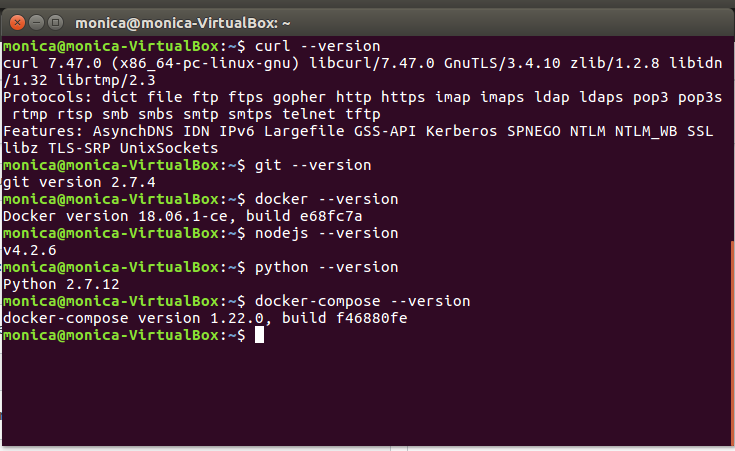 monica@monica-VirtualBox: ~
monica@monica-VirtualBox:~$ curl --version
curl 7.47.0 (x86_64-pc-linux-gnu) libcurl/7.47.0 GnuTLS/3.4.10 zlib/1.2.8 libidn
/1.32 librtmp/2.3
Protocols: dict file ftp ftps gopher http https imap imaps ldap ldaps pop3 pop3s
 rtmp rtsp smb smbs smtp smtps telnet tftp
Features: AsynchDNS IDN IPv6 Largefile GSS-API Kerberos SPNEGO NTLM NTLM_WB SSL
libz TLS-SRP UnixSockets
monica@monica-VirtualBox:~$ git --version
git version 2.7.4
monica@monica-VirtualBox:~$ docker --version
Docker version 18.06.1-ce, build e68fc7a
monica@monica-VirtualBox:~$ nodejs --version
v4.2.6
monica@monica-VirtualBox:~$ python --version
Python 2.7.12
monica@monica-VirtualBox:~$ docker-compose --version
docker-compose version 1.22.0, build f46880fe
monica@monica-VirtualBox:~$